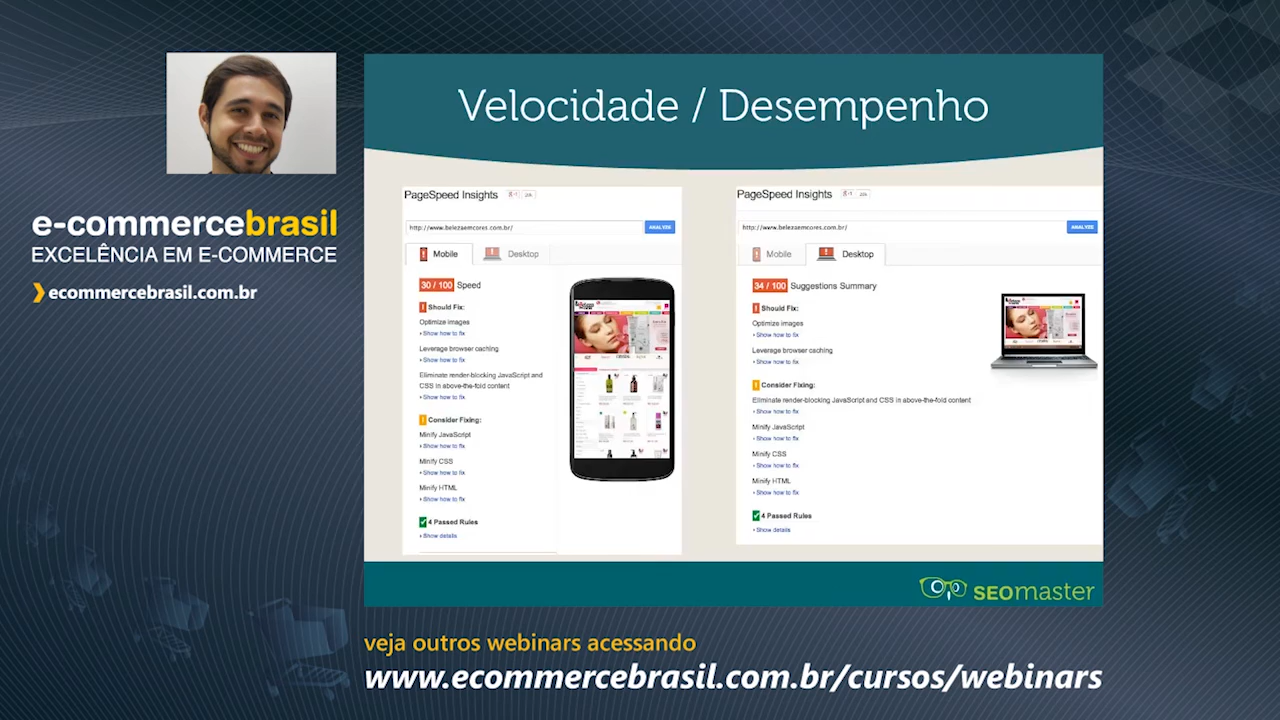 e-commercebrasil
EXCELÊNCIA EM E-COMMERCE
ecommercebrasil.com.br
Velocidade / Desempenho
PageSpeed Insights
http://www.belezaemcores.com.br/
ANALYZE
Mobile
Desktop
30 / 100 Speed
! Should Fix:
Optimize images
Show how to fix
Leverage browser caching
Show how to fix
Eliminate render-blocking JavaScript and
CSS in above-the-fold content
Show how to fix
! Consider Fixing:
Minify JavaScript
Show how to fix
Minify CSS
Show how to fix
Minify HTML
Show how to fix
4 Passed Rules
Show details
PageSpeed Insights
http://www.belezaemcores.com.br/
ANALYZE
Mobile
Desktop
34 / 100 Suggestions Summary
! Should Fix:
Optimize images
Show how to fix
Leverage browser caching
Show how to fix
! Consider Fixing:
Eliminate render-blocking JavaScript and CSS in above-the-fold content
Show how to fix
Minify JavaScript
Show how to fix
Minify CSS
Show how to fix
Minify HTML
Show how to fix
4 Passed Rules
Show details
SEOmaster
veja outros webinars acessando
www.ecommercebrasil.com.br/cursos/webinars